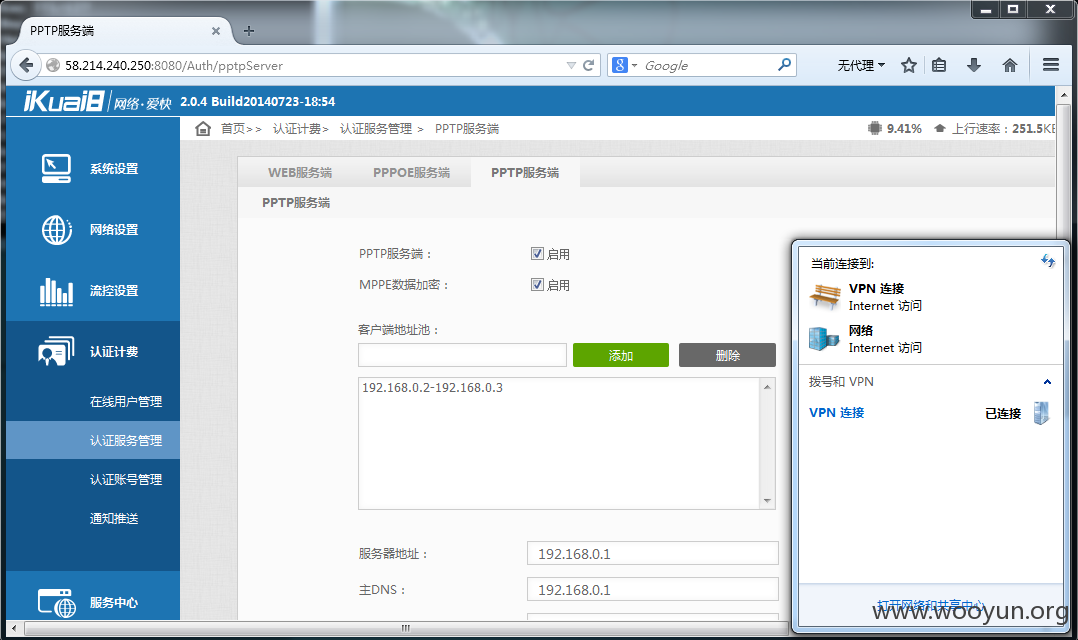 PPTP服务端
58.214.240.250:8080/Auth/pptpServer
Google
无代理
iKuai8 网络·爱快 2.0.4 Build20140723-18:54
首页>> 认证计费> 认证服务管理 > PPTP服务端
9.41% 上行速率：251.5KB
系统设置
网络设置
流控设置
认证计费
在线用户管理
认证服务管理
认证账号管理
通知推送
服务中心
WEB服务端 PPPOE服务端 PPTP服务端
PPTP服务端
PPTP服务端： 启用
MPPE数据加密： 启用
客户端地址池：
添加 删除
192.168.0.2-192.168.0.3
服务器地址： 192.168.0.1
主DNS： 192.168.0.1
当前连接到:
VPN 连接
Internet 访问
网络
Internet 访问
拨号和 VPN
VPN 连接 已连接
打开网络和共享中心
www.wooyun.org